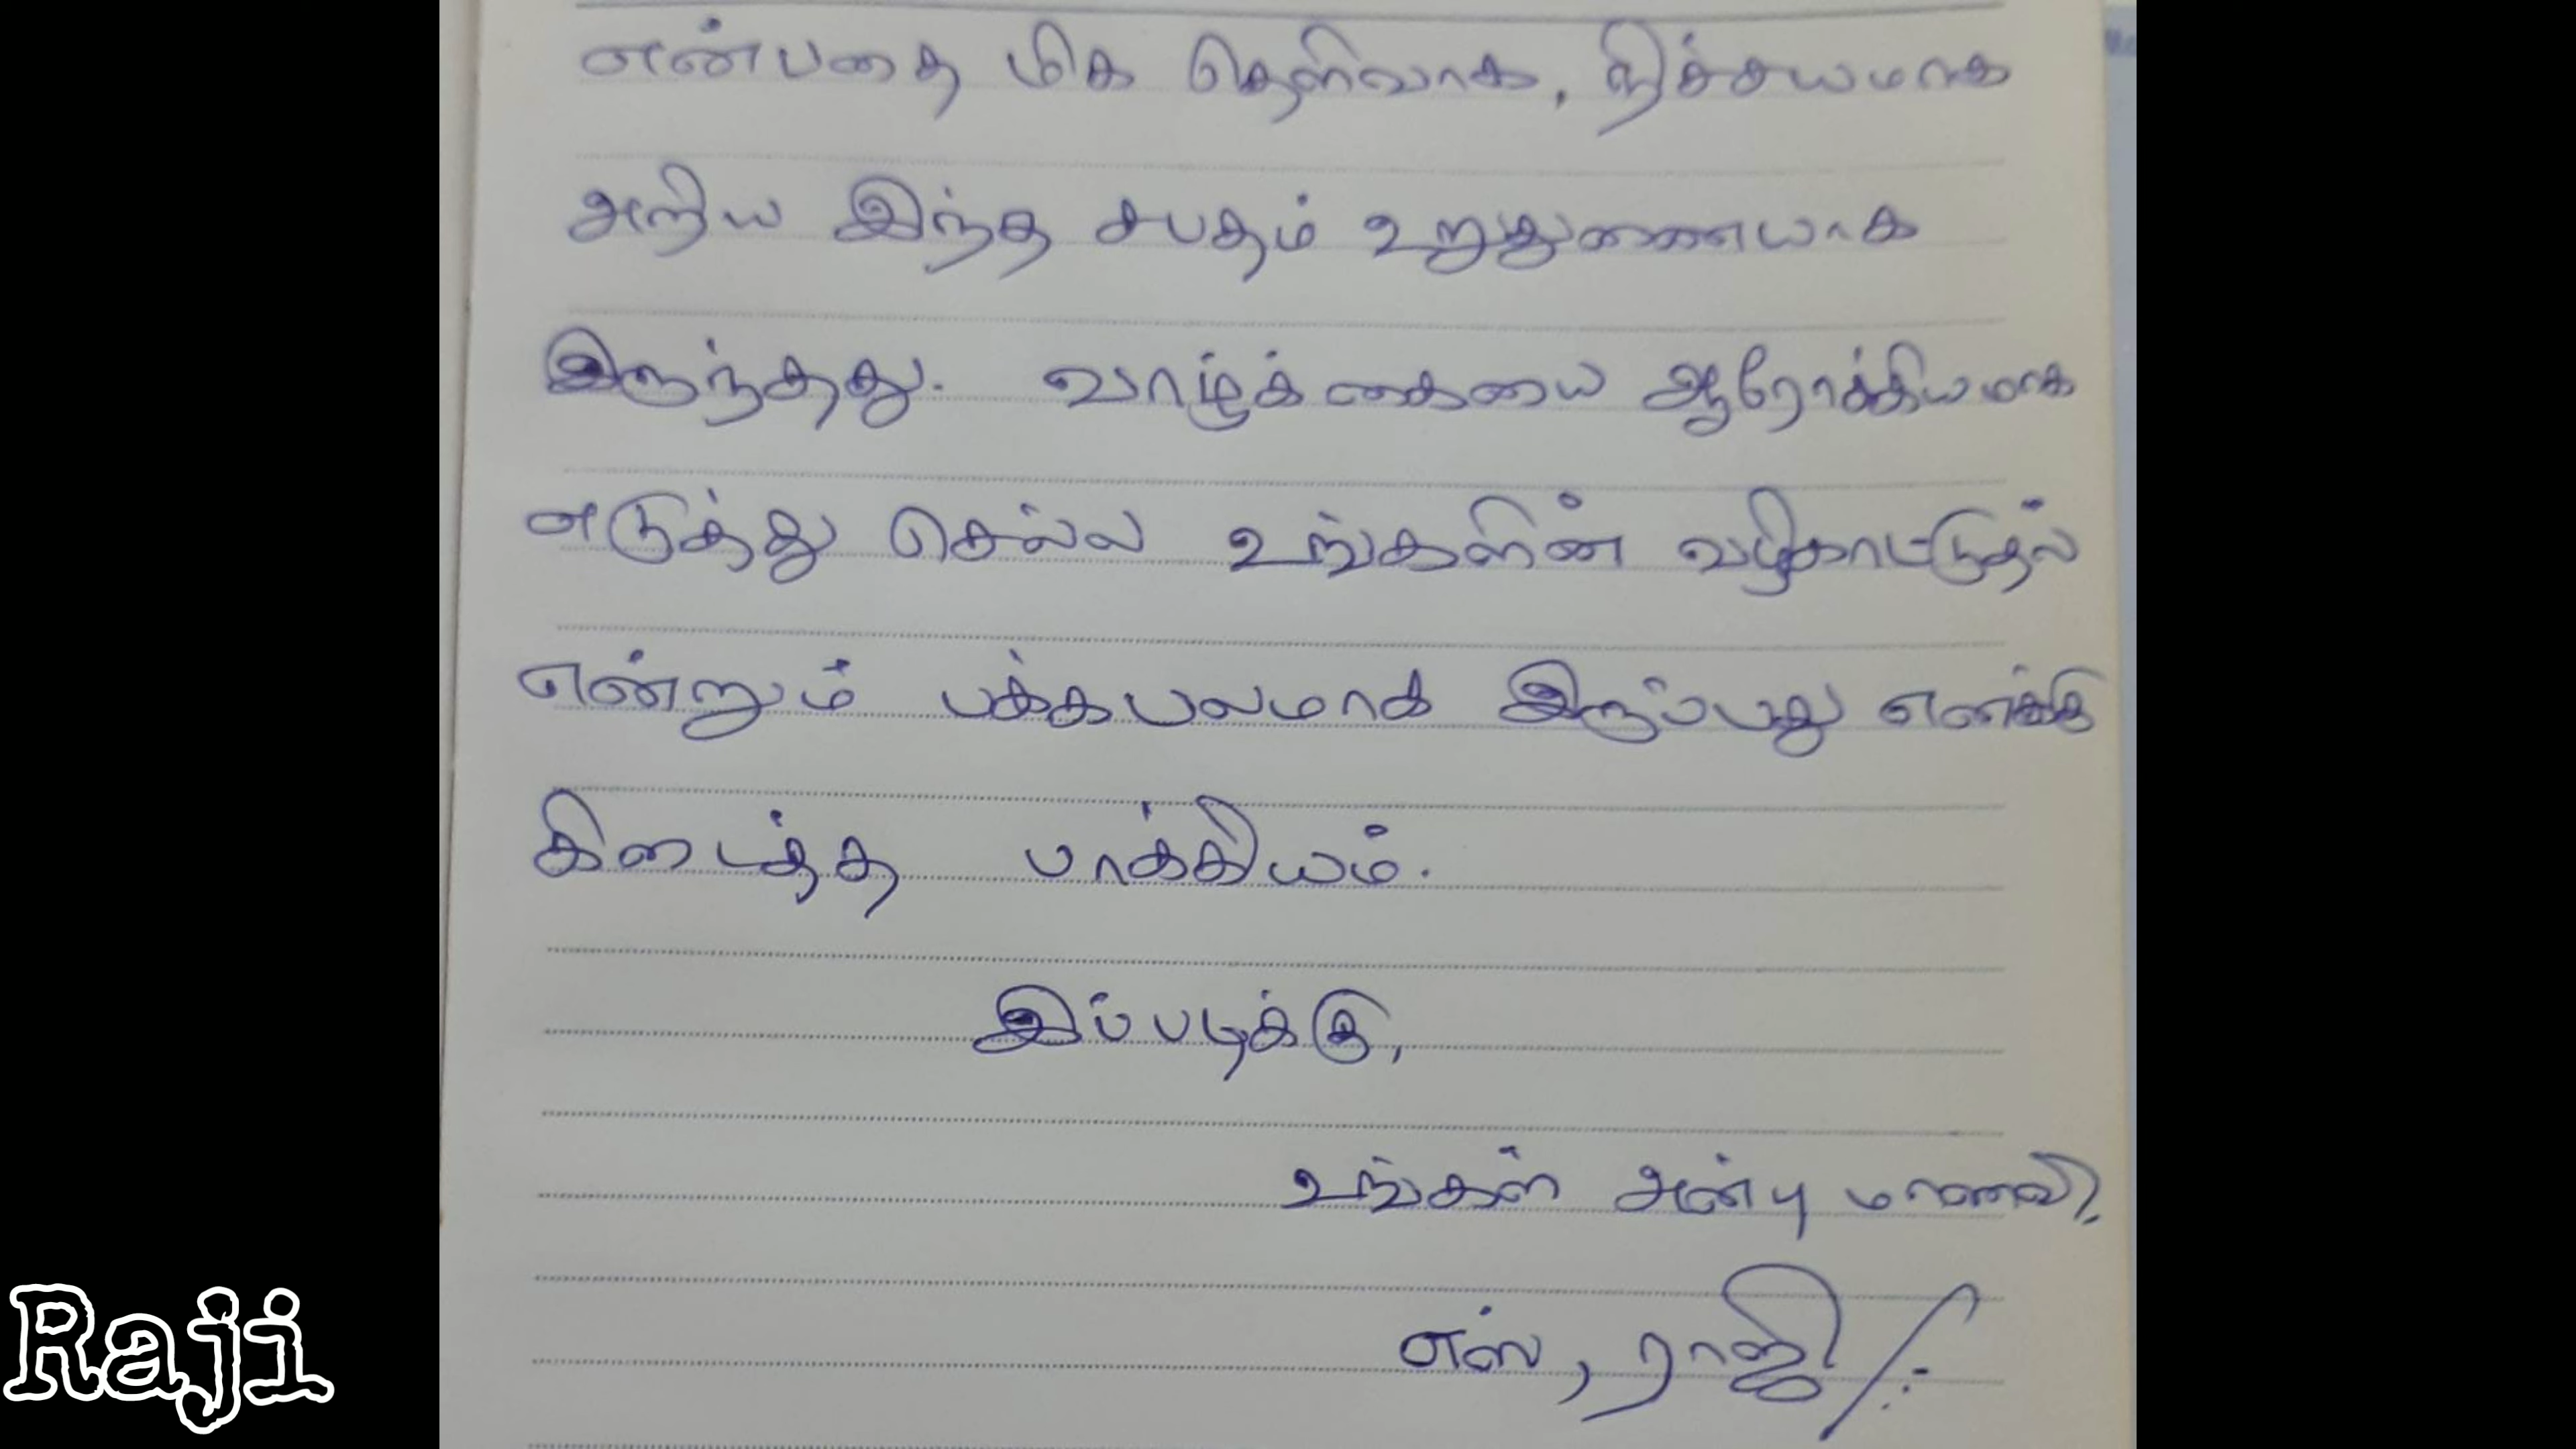 என்பதை மிக தெளிவாக, நிச்சயமாக
அறிய இந்த சபதம் உறுதுணையாக
இருந்தது. வாழ்க்கையை ஆரோக்கியமாக
எடுத்து செல்ல உங்களின் வழிகாட்டுதல்
என்றும் பக்கபலமாக இருப்பது எனக்கு
கிடைத்த பாக்கியம்.
இப்படிக்கு,
உங்கள் அன்பு மாணவி,
எஸ், ராஜி/:-
Raji